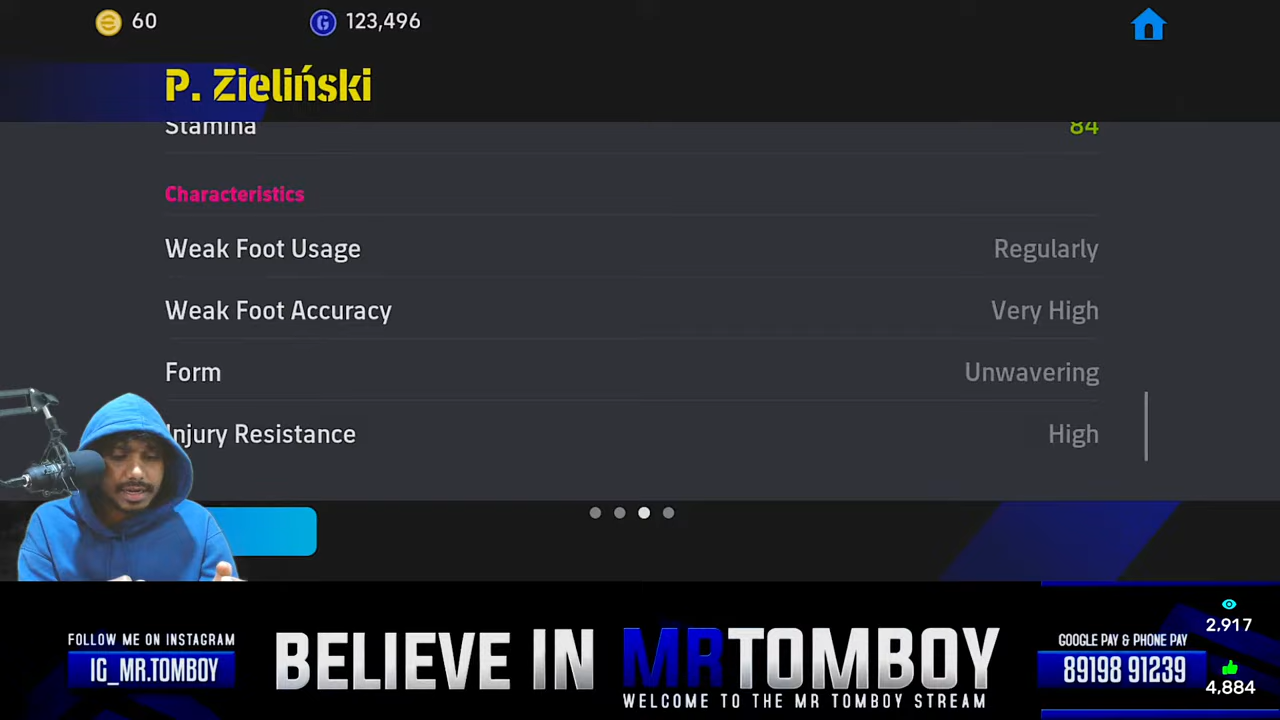 60
123,496
P. Zieliński
Stamina 84
Characteristics
Weak Foot Usage Regularly
Weak Foot Accuracy Very High
Form Unwavering
Injury Resistance High
FOLLOW ME ON INSTAGRAM
IG_MR.TOMBOY
BELIEVE IN MRTOMBOY
WELCOME TO THE MR TOMBOY STREAM
GOOGLE PAY & PHONE PAY
89198 91239
2,917
4,884